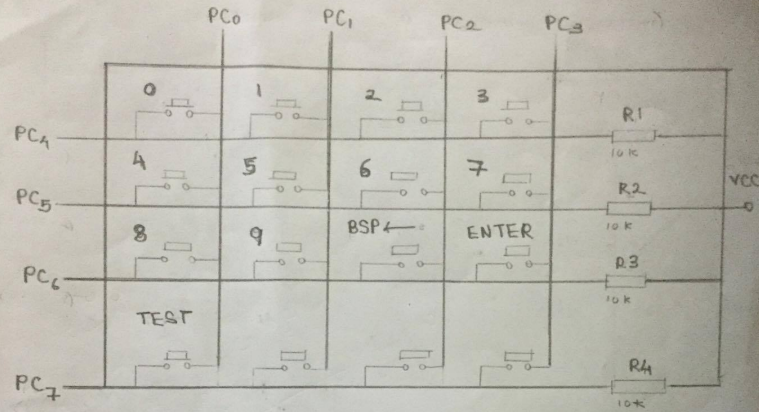 PC0 PC1 PC2 PC3
0 1 2 3 R1
PC4 10k
4 5 6 7 R2 VCC
PC5 10k
8 9 BSP← ENTER R3
PC6 10k
TEST
R4
PC7 10k